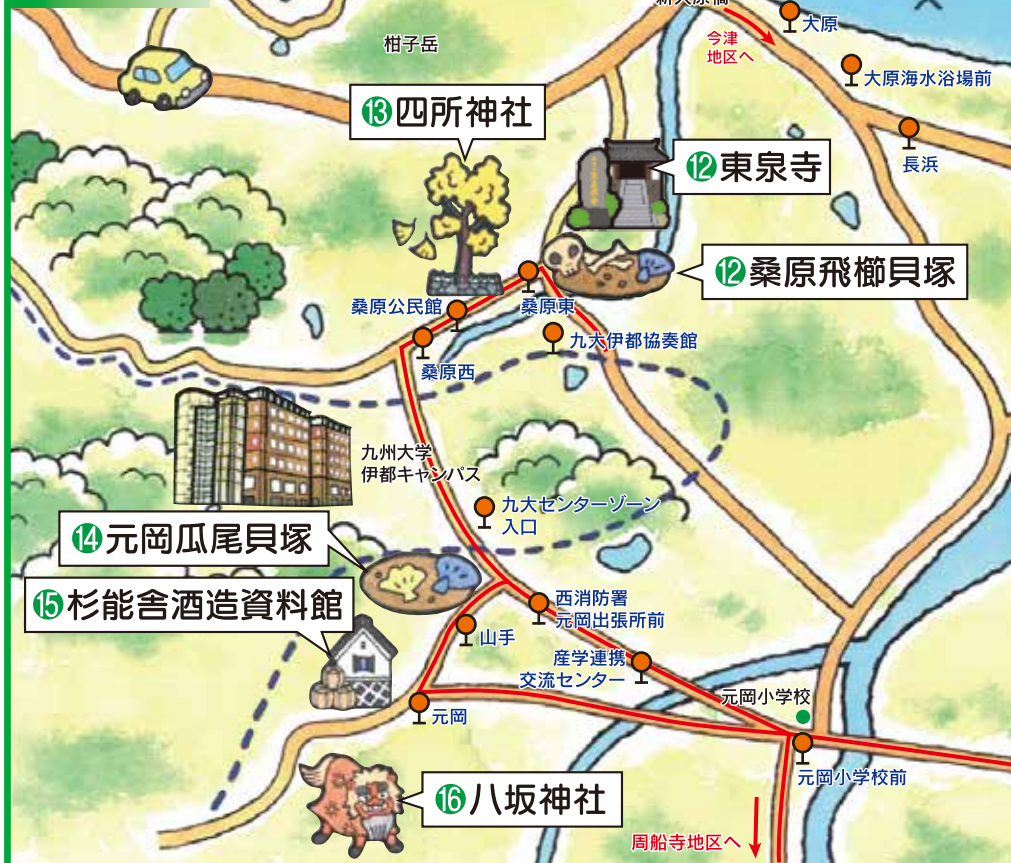 新大原橋
大原
今津
地区へ
柑子岳
大原海水浴場前
⑬四所神社
長浜
⑫東泉寺
⑫桑原飛櫛貝塚
桑原公民館
桑原東
九大伊都協奏館
桑原西
九州大学
伊都キャンパス
九大センターゾーン
入口
⑭元岡瓜尾貝塚
⑮杉能舎酒造資料館
西消防署
元岡出張所前
山手
産学連携
交流センター
元岡小学校
元岡
元岡小学校前
⑯八坂神社
周船寺地区へ